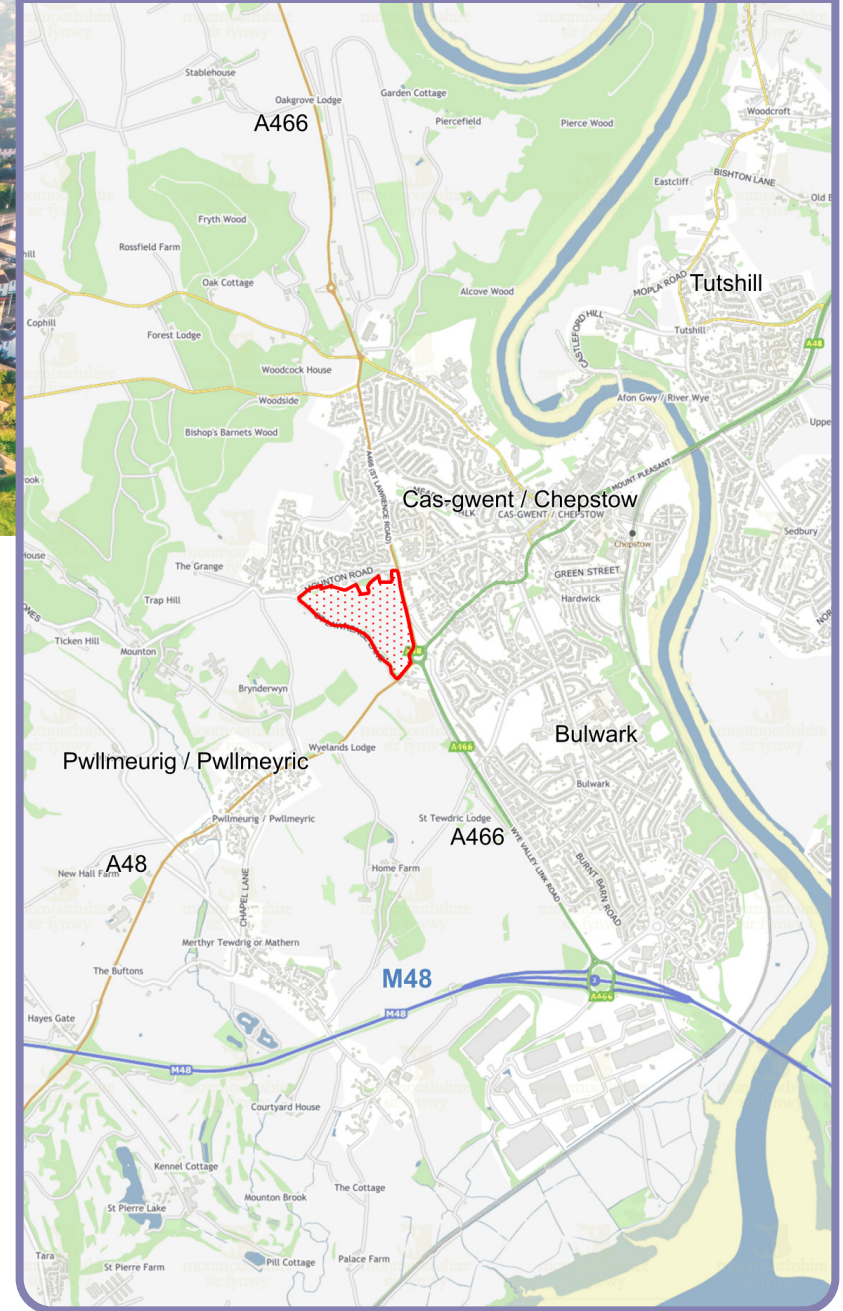 Stablehouse
Garden Cottage
Oakgrove Lodge
A466
Piercefield
Pierce Wood
Woodcroft
Eastcliff
BISHTON LANE
Fryth Wood
Rossfield Farm
Oak Cottage
Alcove Wood
MOPLA ROAD
Tutshill
Cophill
Forest Lodge
CASTLEFORD HILL
Tutshill
A48
Woodcock House
Woodside
Afon Gwy / River Wye
Bishop's Barnets Wood
A466 (ST LAWRENCE ROAD)
MOUNT PLEASANT
Cas-gwent / Chepstow
CAS-GWENT / CHEPSTOW
Chepstow
Sedbury
The Grange
MOUNTON ROAD
GREEN STREET
Hardwick
Trap Hill
Ticken Hill
Mounton
Brynderwyn
Bulwark
Wyelands Lodge
A466
Pwllmeurig / Pwllmeyric
Bulwark
Pwllmeurig / Pwllmeyric
St Tewdric Lodge
A466
WYE VALLEY LINK ROAD
BURNT BARN ROAD
A48
New Hall Farm
Home Farm
CHAPEL LANE
Merthyr Tewdrig or Mathern
The Buftons
M48
2
A466
M48
Hayes Gate
M48
Courtyard House
Kennel Cottage
The Cottage
Mounton Brook
St Pierre Lake
Tara
St Pierre Farm
Pill Cottage
Palace Farm